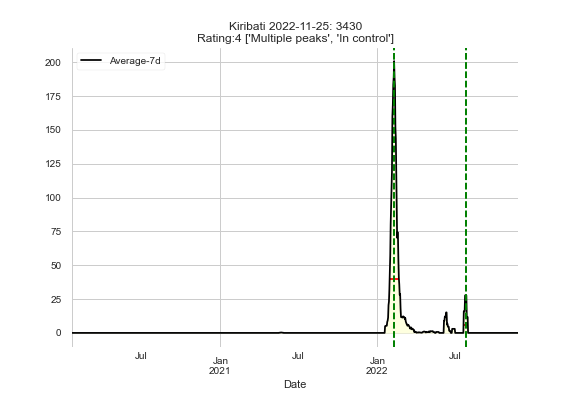 Kiribati 2022-11-25: 3430
Rating:4 ['Multiple peaks', 'In control']
Average-7d
200
175
150
125
100
75
50
25
0
Jul
Jan
2021
Jul
Jan
2022
Jul
Date